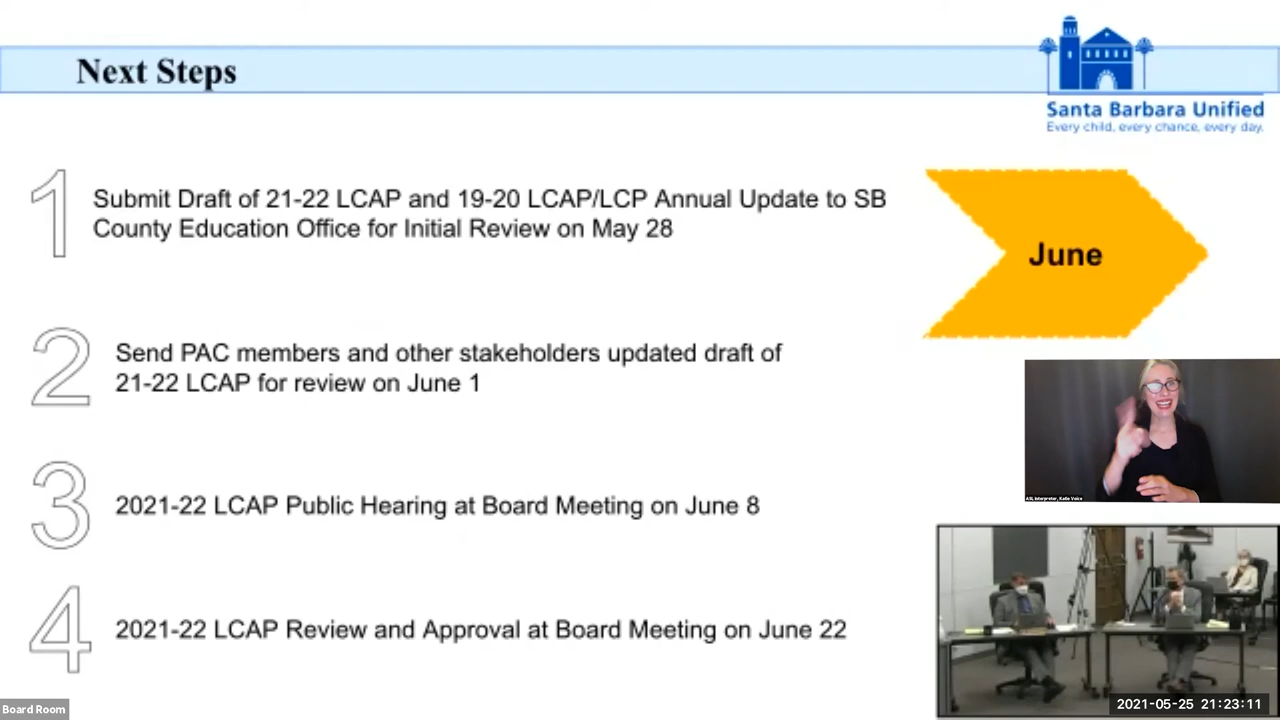 Next Steps
Santa Barbara Unified
Every child, every chance, every day.
1
Submit Draft of 21-22 LCAP and 19-20 LCAP/LCP Annual Update to SB
County Education Office for Initial Review on May 28
June
2
Send PAC members and other stakeholders updated draft of
21-22 LCAP for review on June 1
ASL Interpreter, Katie Voice
3
2021-22 LCAP Public Hearing at Board Meeting on June 8
4
2021-22 LCAP Review and Approval at Board Meeting on June 22
Board Room
2021-05-25 21:23:11